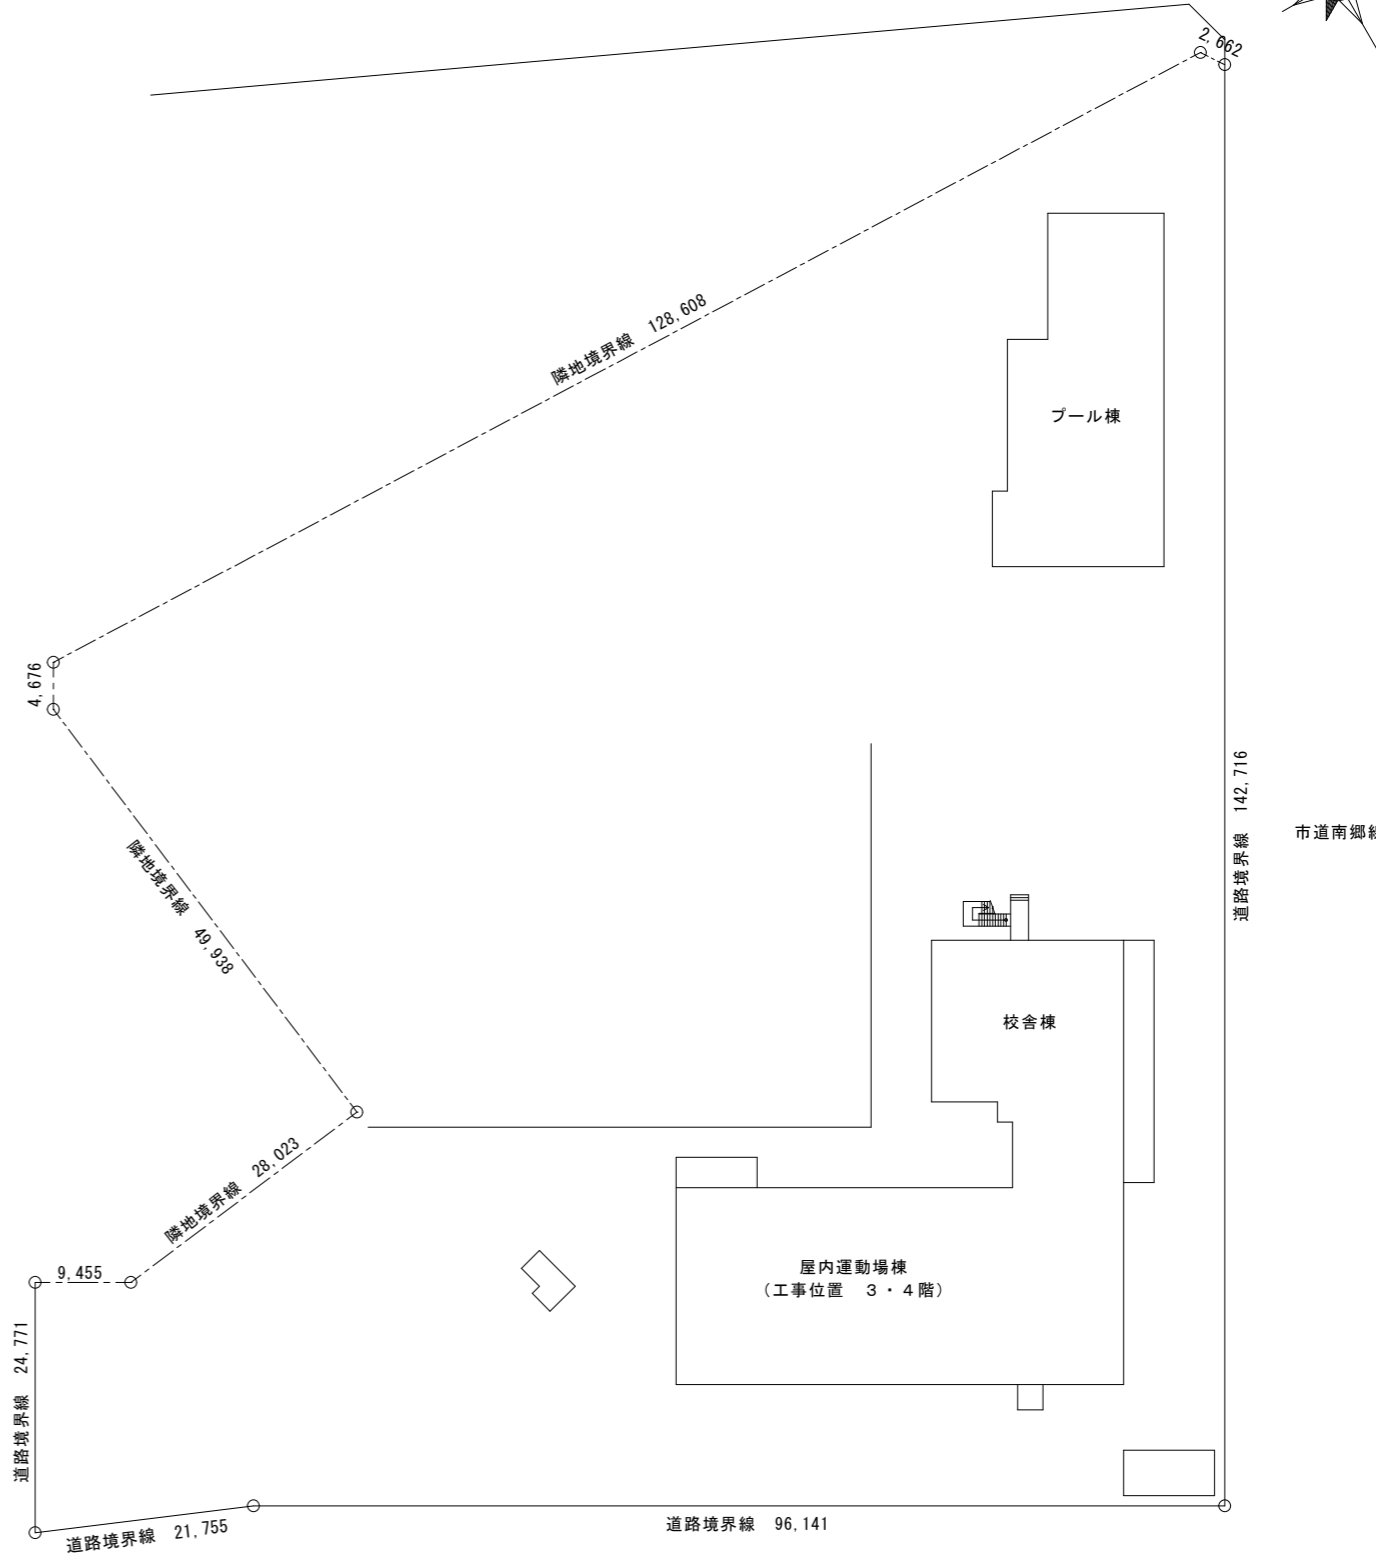 2,662
隣地境界線 128,608
プール棟
4,676
道路境界線 142,716
市道南郷線
隣地境界線 49,938
校舎棟
隣地境界線 28,023
9,455
屋内運動場棟
（工事位置 3・4階）
道路境界線 24,771
道路境界線 21,755
道路境界線 96,141